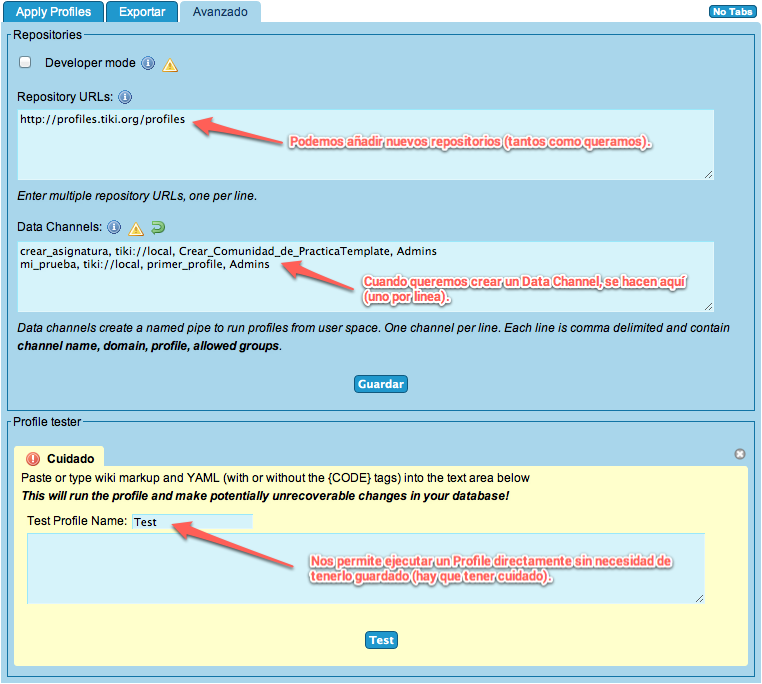 Apply Profiles Exportar Avanzado No Tabs
Repositories
Developer mode
Repository URLs:
http://profiles.tiki.org/profiles
Podemos añadir nuevos repositorios (tantos como queramos).
Enter multiple repository URLs, one per line.
Data Channels:
crear_asignatura, tiki://local, Crear_Comunidad_de_PracticaTemplate, Admins
mi_prueba, tiki://local, primer_profile, Admins
Cuando queremos crear un Data Channel, se hacen aquí
(uno por linea).
Data channels create a named pipe to run profiles from user space. One channel per line. Each line is comma delimited and contain
channel name, domain, profile, allowed groups.
Guardar
Profile tester
Cuidado
Paste or type wiki markup and YAML (with or without the {CODE} tags) into the text area below
This will run the profile and make potentially unrecoverable changes in your database!
Test Profile Name: Test
Nos permite ejecutar un Profile directamente sin necesidad de
tenerlo guardado (hay que tener cuidado).
Test